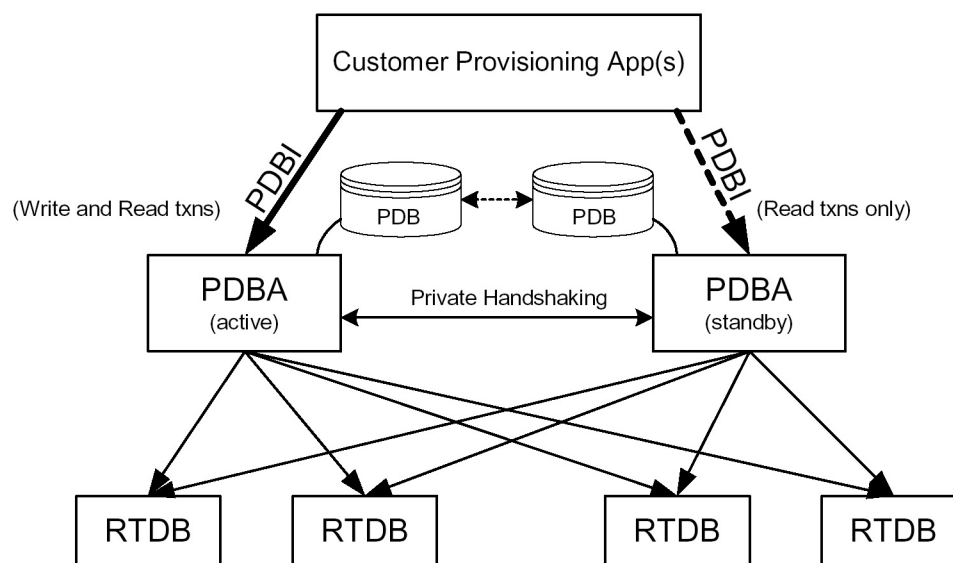 Customer Provisioning App(s)
PDBI
PDBI
(Write and Read txns)
PDB
PDB
(Read txns only)
PDBA
(active)
Private Handshaking
PDBA
(standby)
RTDB
RTDB
RTDB
RTDB